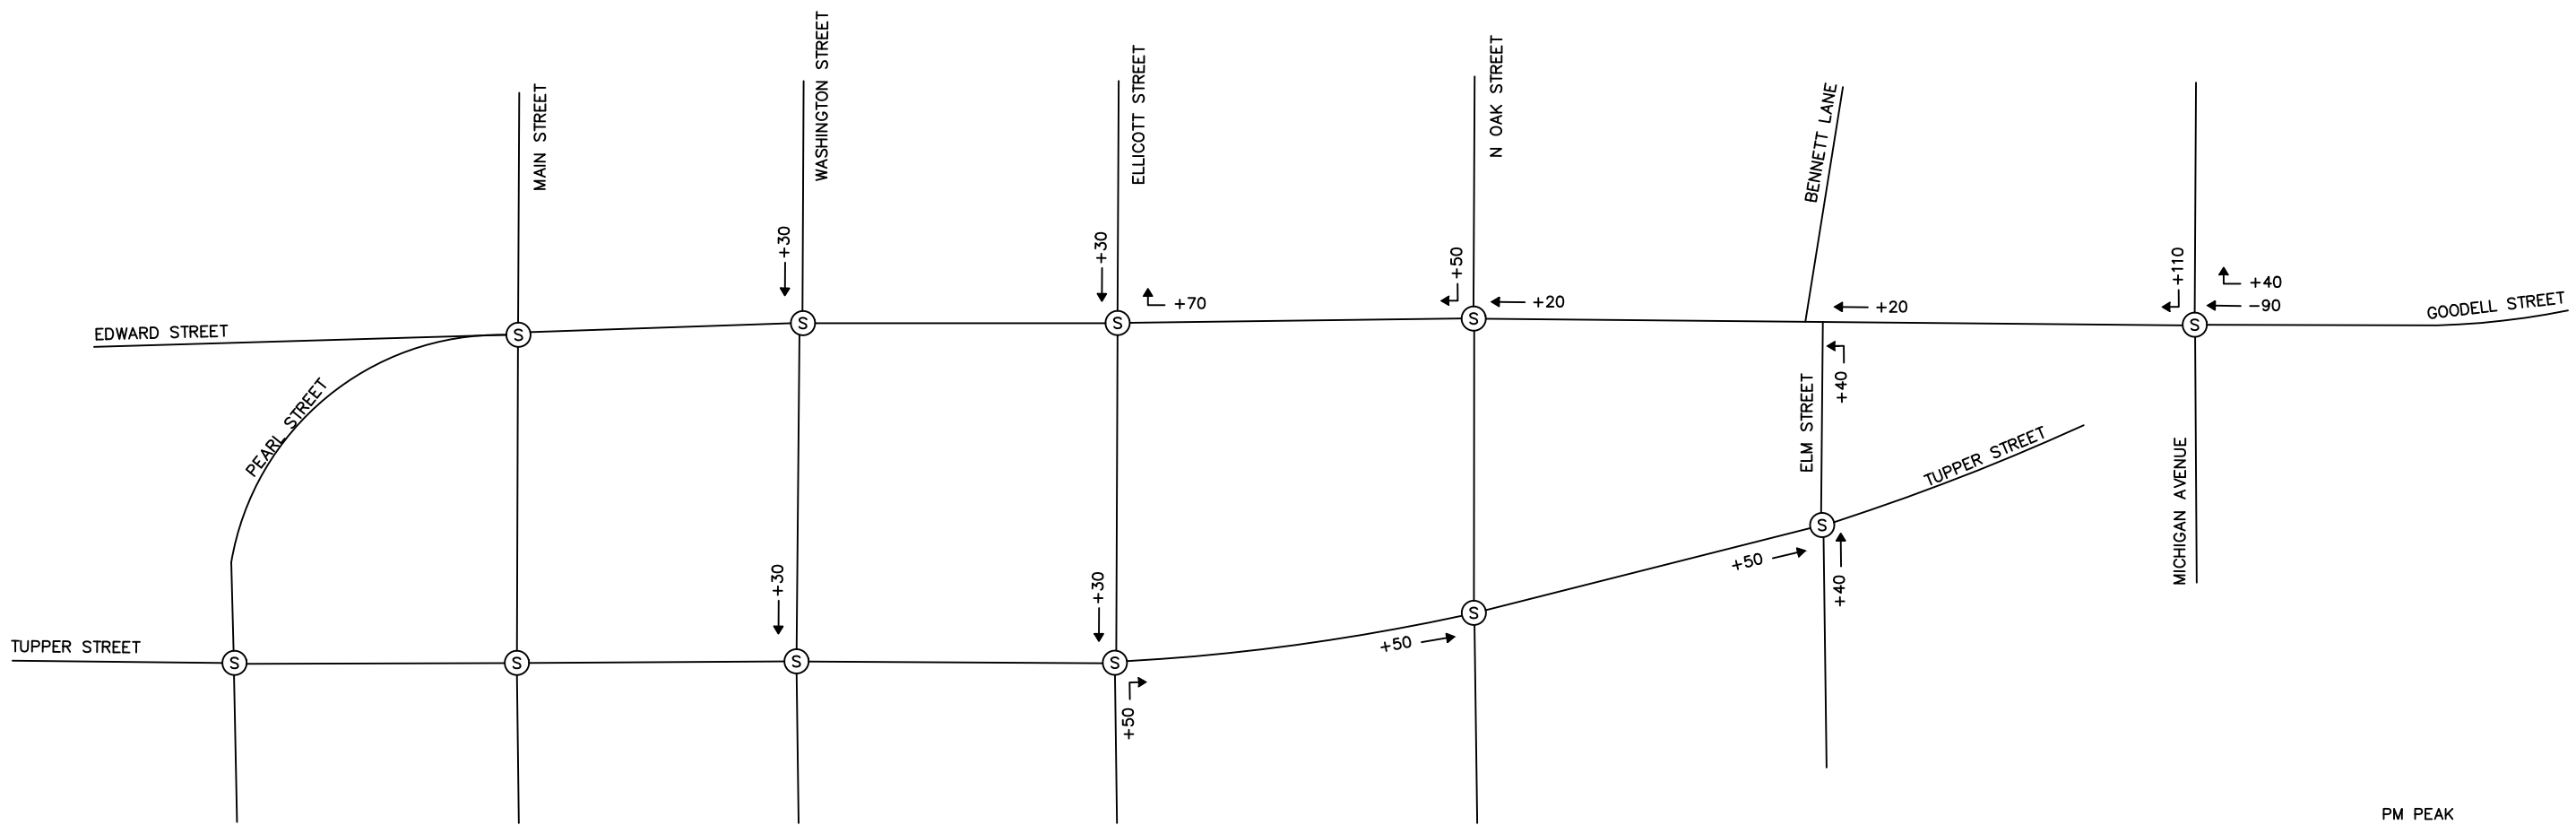 MAIN STREET
WASHINGTON STREET
ELLICOTT STREET
N OAK STREET
BENNETT LANE
+30
+30
+70
+50
+20
+20
+110
+40
-90
GOODELL STREET
EDWARD STREET
S
S
S
S
S
PEARL STREET
+40
ELM STREET
TUPPER STREET
MICHIGAN AVENUE
S
+30
+30
+50
+40
TUPPER STREET
+50
S
S
S
S
S
+50
PM PEAK